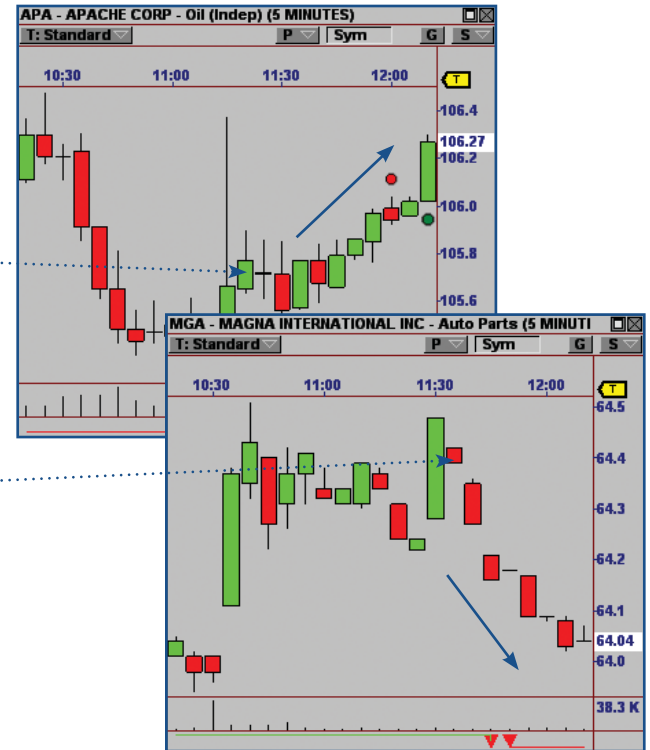 APA - APACHE CORP - Oil (Indep) (5 MINUTES)
T: Standard P Sym G S
10:30 11:00 11:30 12:00 T
106.4
106.27
106.2
106.0
105.8
105.6
MGA - MAGNA INTERNATIONAL INC - Auto Parts (5 MINUTI
T: Standard P Sym G S
10:30 11:00 11:30 12:00 T
64.5
64.4
64.3
64.2
64.1
64.04
64.0
38.3 K